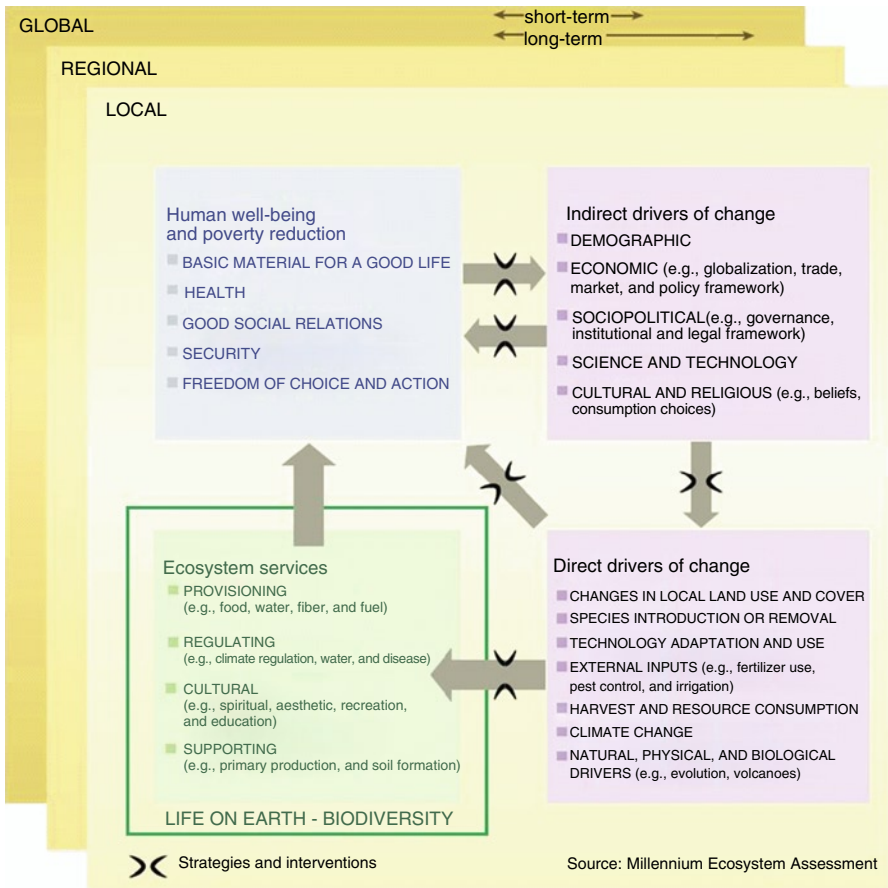 GLOBAL
short-term
long-term
REGIONAL
LOCAL
Human well-being
and poverty reduction
BASIC MATERIAL FOR A GOOD LIFE
HEALTH
GOOD SOCIAL RELATIONS
SECURITY
FREEDOM OF CHOICE AND ACTION
Indirect drivers of change
DEMOGRAPHIC
ECONOMIC (e.g., globalization, trade,
market, and policy framework)
SOCIOPOLITICAL(e.g., governance,
institutional and legal framework)
SCIENCE AND TECHNOLOGY
CULTURAL AND RELIGIOUS (e.g., beliefs,
consumption choices)
Ecosystem services
PROVISIONING
(e.g., food, water, fiber, and fuel)
REGULATING
(e.g., climate regulation, water, and disease)
CULTURAL
(e.g., spiritual, aesthetic, recreation,
and education)
SUPPORTING
(e.g., primary production, and soil formation)
LIFE ON EARTH - BIODIVERSITY
Direct drivers of change
CHANGES IN LOCAL LAND USE AND COVER
SPECIES INTRODUCTION OR REMOVAL
TECHNOLOGY ADAPTATION AND USE
EXTERNAL INPUTS (e.g., fertilizer use,
pest control, and irrigation)
HARVEST AND RESOURCE CONSUMPTION
CLIMATE CHANGE
NATURAL, PHYSICAL, AND BIOLOGICAL
DRIVERS (e.g., evolution, volcanoes)
Strategies and interventions
Source: Millennium Ecosystem Assessment